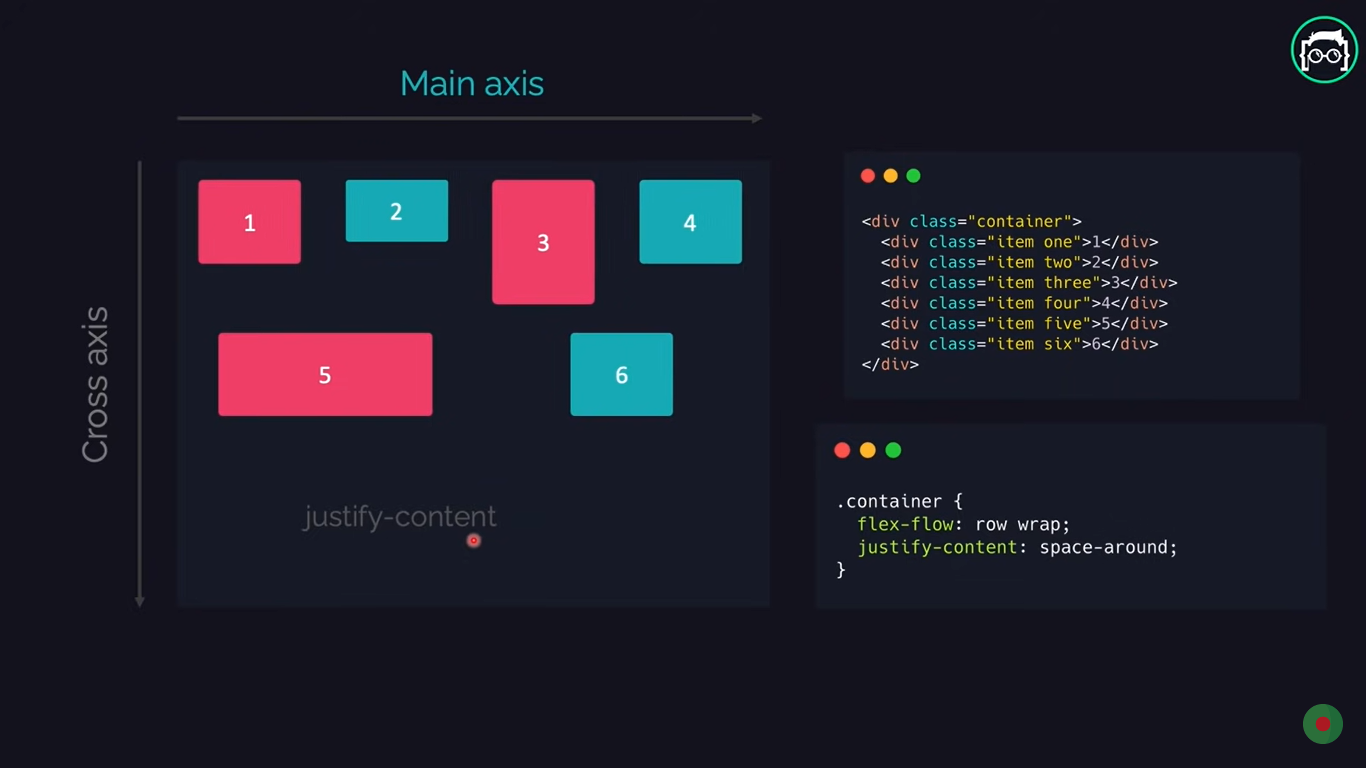 Main axis
Cross axis
1
2
3
4
5
6
justify-content
<div class="container">
  <div class="item one">1</div>
  <div class="item two">2</div>
  <div class="item three">3</div>
  <div class="item four">4</div>
  <div class="item five">5</div>
  <div class="item six">6</div>
</div>
.container {
  flex-flow: row wrap;
  justify-content: space-around;
}